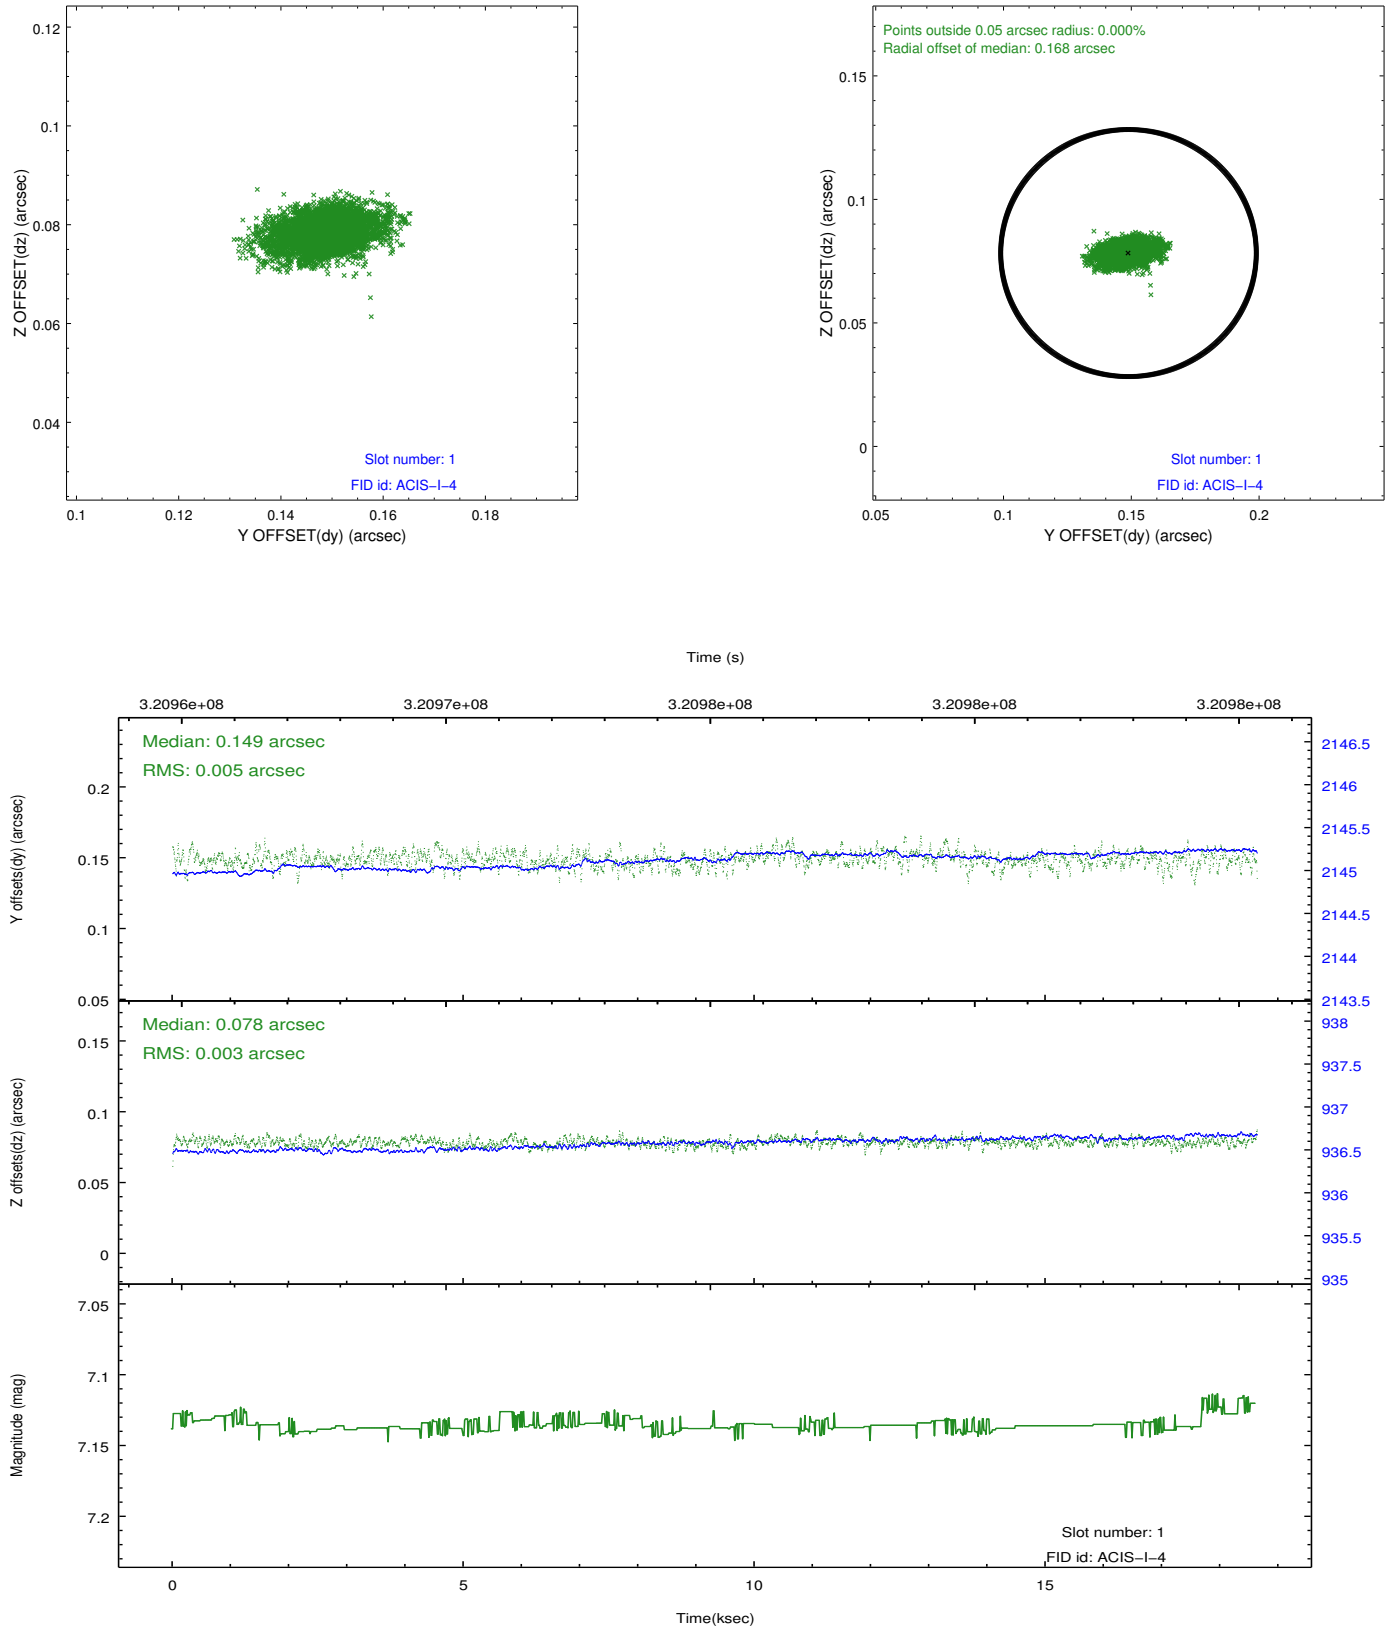 0.12
0.1
0.08
0.06
0.04
Z OFFSET(dz) (arcsec)
Slot number: 1
FID id: ACIS−I−4
0.1 0.12 0.14 0.16 0.18
Y OFFSET(dy) (arcsec)
Points outside 0.05 arcsec radius: 0.000%
Radial offset of median: 0.168 arcsec
0.15
0.1
0.05
0
Z OFFSET(dz) (arcsec)
Slot number: 1
FID id: ACIS−I−4
0.05 0.1 0.15 0.2
Y OFFSET(dy) (arcsec)
Time (s)
3.2096e+08 3.2097e+08 3.2098e+08 3.2098e+08 3.2098e+08
Median: 0.149 arcsec
RMS: 0.005 arcsec
0.2
0.15
0.1
0.05
Y offsets(dy) (arcsec)
2146.5
2146
2145.5
2145
2144.5
2144
2143.5
Median: 0.078 arcsec
RMS: 0.003 arcsec
0.15
0.1
0.05
0
Z offsets(dz) (arcsec)
938
937.5
937
936.5
936
935.5
935
7.05
7.1
7.15
7.2
Magnitude (mag)
Slot number: 1
FID id: ACIS−I−4
0 5 10 15
Time(ksec)